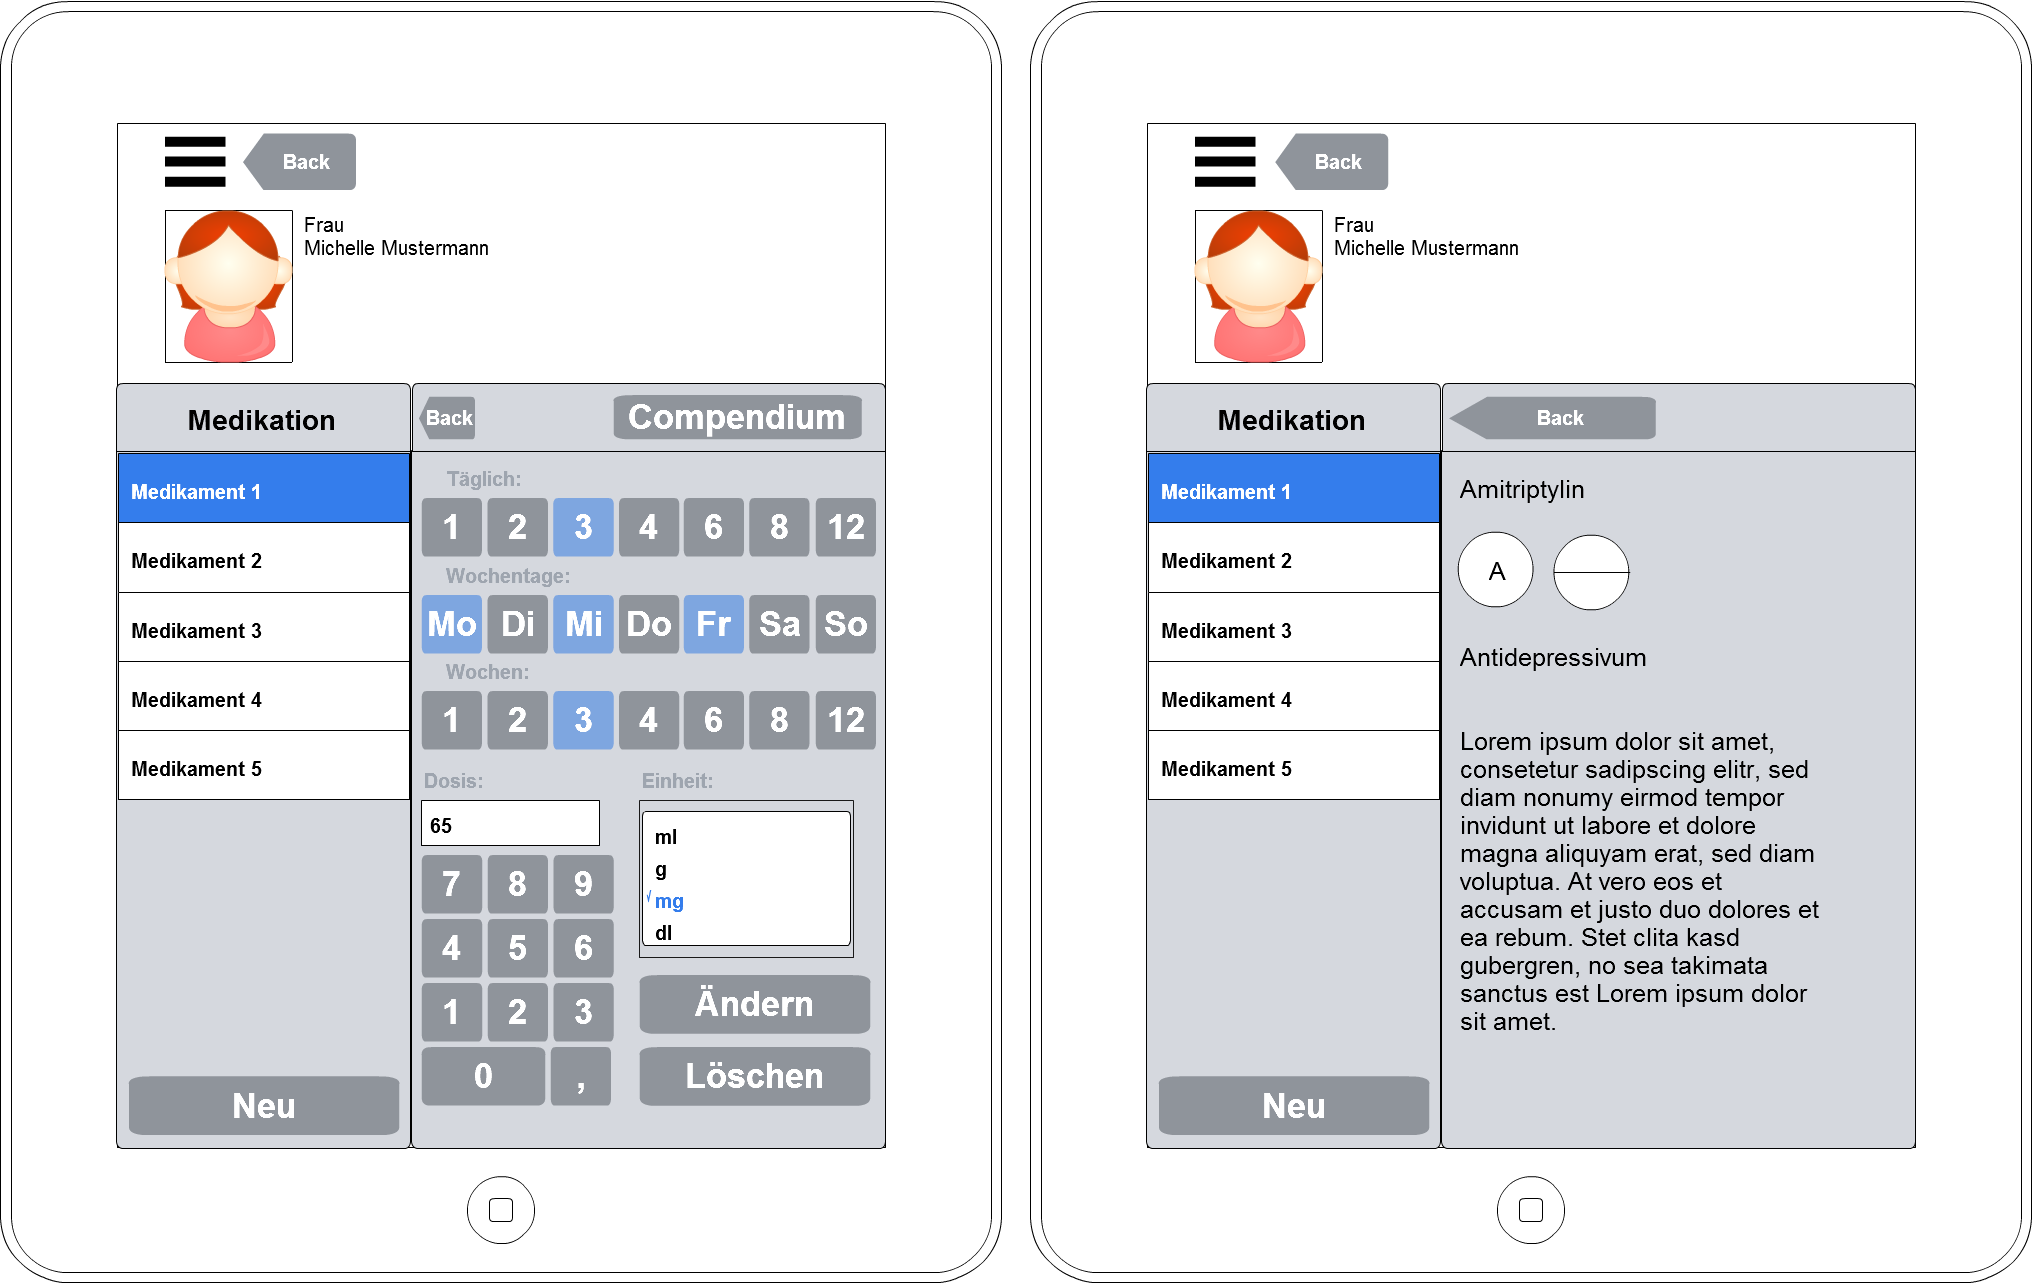 Back
Frau
Michelle Mustermann
Medikation
Medikament 1
Medikament 2
Medikament 3
Medikament 4
Medikament 5
Neu
Back
Compendium
Täglich:
1 2 3 4 6 8 12
Wochentage:
Mo Di Mi Do Fr Sa So
Wochen:
1 2 3 4 6 8 12
Dosis:
65
7 8 9
4 5 6
1 2 3
0 ,
Einheit:
ml
g
√ mg
dl
Ändern
Löschen
Back
Frau
Michelle Mustermann
Medikation
Medikament 1
Medikament 2
Medikament 3
Medikament 4
Medikament 5
Neu
Back
Amitriptylin
A
Antidepressivum
Lorem ipsum dolor sit amet,
consetetur sadipscing elitr, sed
diam nonumy eirmod tempor
invidunt ut labore et dolore
magna aliquyam erat, sed diam
voluptua. At vero eos et
accusam et justo duo dolores et
ea rebum. Stet clita kasd
gubergren, no sea takimata
sanctus est Lorem ipsum dolor
sit amet.